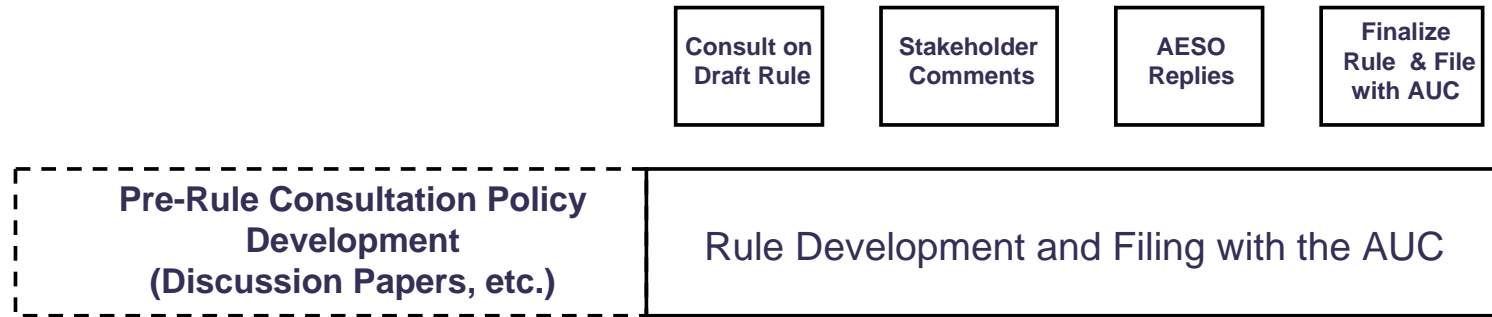 Consult on
Draft Rule
Stakeholder
Comments
AESO
Replies
Finalize
Rule & File
with AUC
Pre-Rule Consultation Policy
Development
(Discussion Papers, etc.)
Rule Development and Filing with the AUC